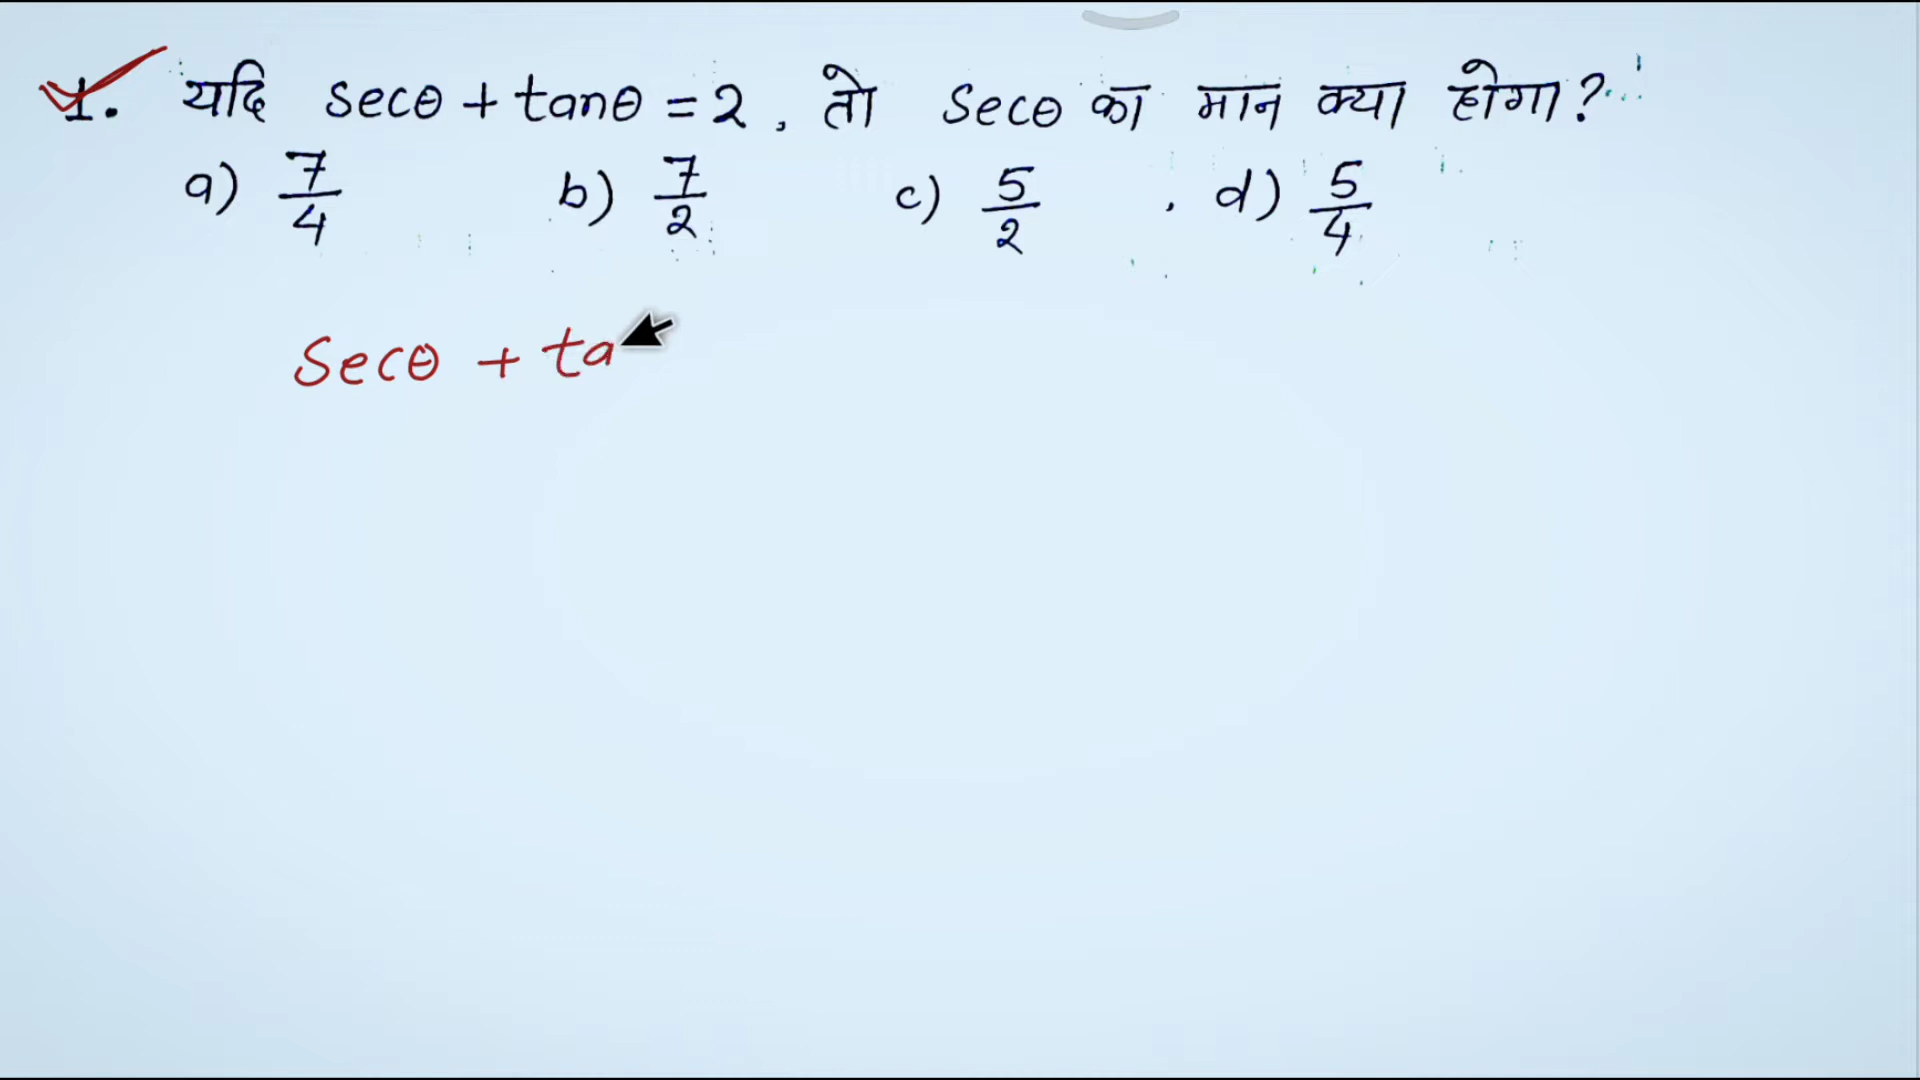 1. यदि secθ + tanθ = 2, तो secθ का मान क्या होगा?
a) 7/4 b) 7/2 c) 5/2 d) 5/4
Secθ + ta